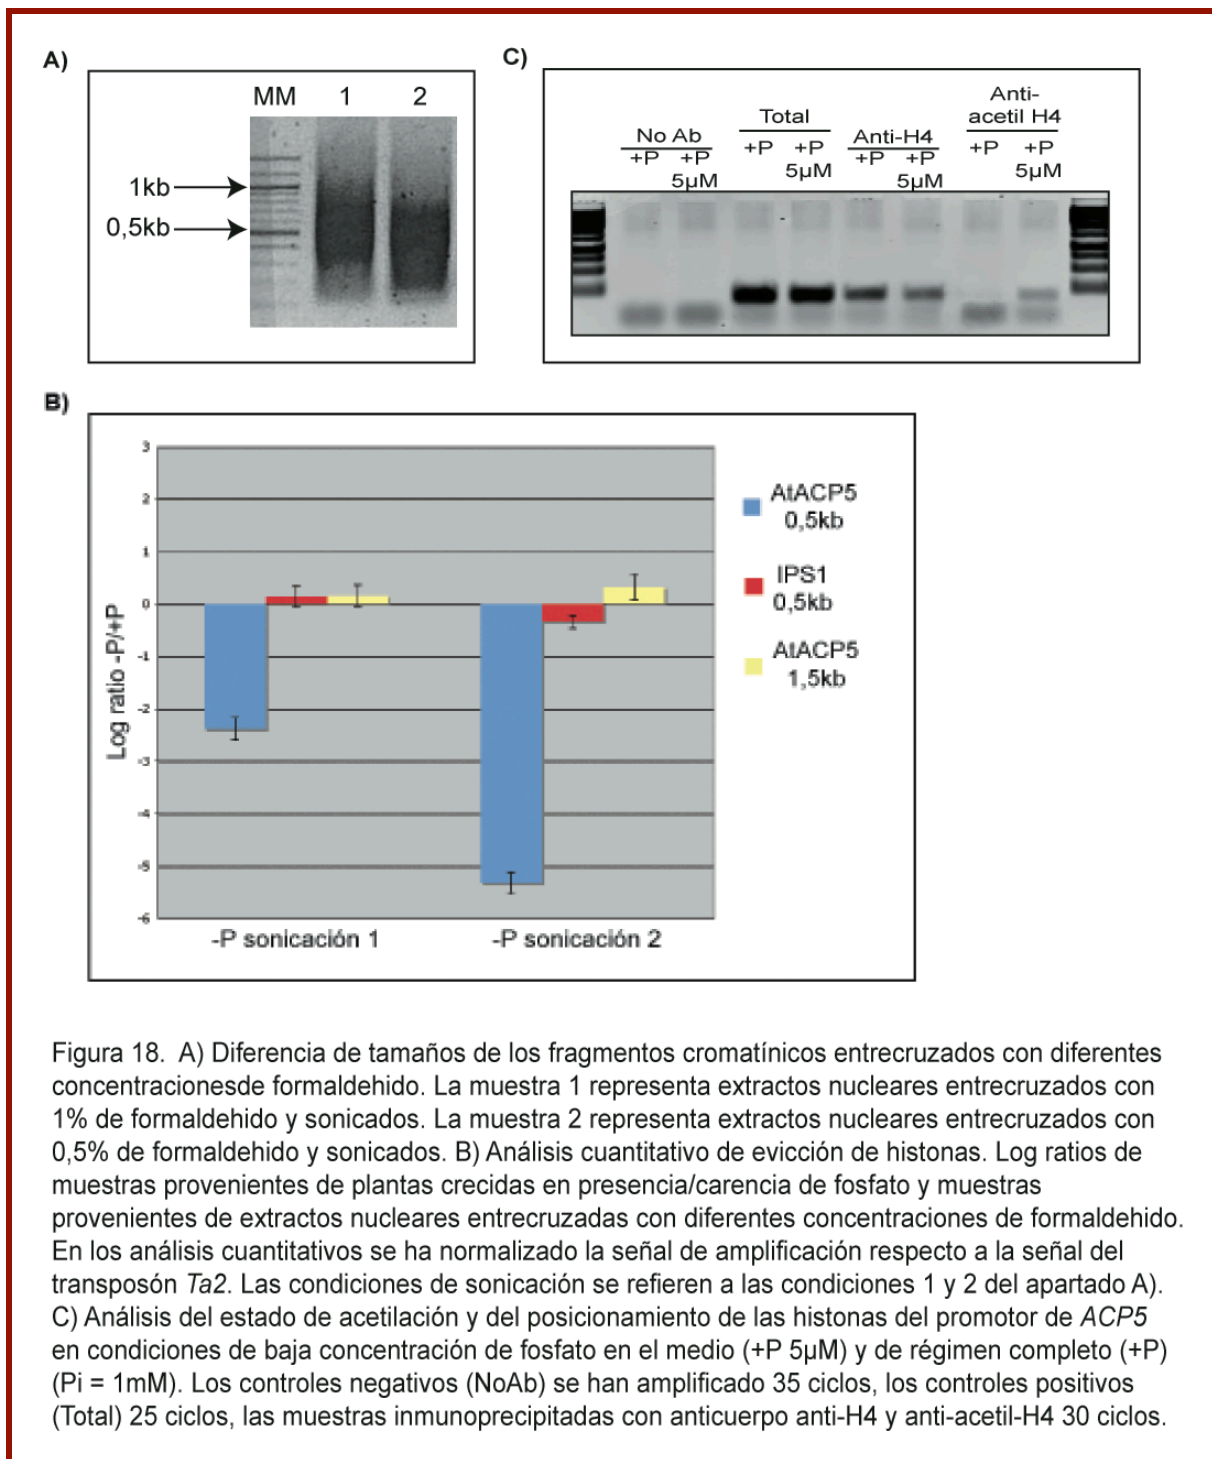 A)
MM 1 2
1kb
0,5kb
C)
No Ab
Total
Anti-H4
Anti-
acetil H4
+P +P
5µM
+P +P
5µM
+P +P
5µM
+P +P
5µM
B)
3
2
1
0
-1
-2
-3
-4
-5
-6
Log ratio -P/+P
-P sonicación 1
-P sonicación 2
AtACP5
0,5kb
IPS1
0,5kb
AtACP5
1,5kb
Figura 18. A) Diferencia de tamaños de los fragmentos cromatínicos entrecruzados con diferentes
concentracionesde formaldehido. La muestra 1 representa extractos nucleares entrecruzados con
1% de formaldehido y sonicados. La muestra 2 representa extractos nucleares entrecruzados con
0,5% de formaldehido y sonicados. B) Análisis cuantitativo de evicción de histonas. Log ratios de
muestras provenientes de plantas crecidas en presencia/carencia de fosfato y muestras
provenientes de extractos nucleares entrecruzadas con diferentes concentraciones de formaldehido.
En los análisis cuantitativos se ha normalizado la señal de amplificación respecto a la señal del
transposón Ta2. Las condiciones de sonicación se refieren a las condiciones 1 y 2 del apartado A).
C) Análisis del estado de acetilación y del posicionamiento de las histonas del promotor de ACP5
en condiciones de baja concentración de fosfato en el medio (+P 5µM) y de régimen completo (+P)
(Pi = 1mM). Los controles negativos (NoAb) se han amplificado 35 ciclos, los controles positivos
(Total) 25 ciclos, las muestras inmunoprecipitadas con anticuerpo anti-H4 y anti-acetil-H4 30 ciclos.